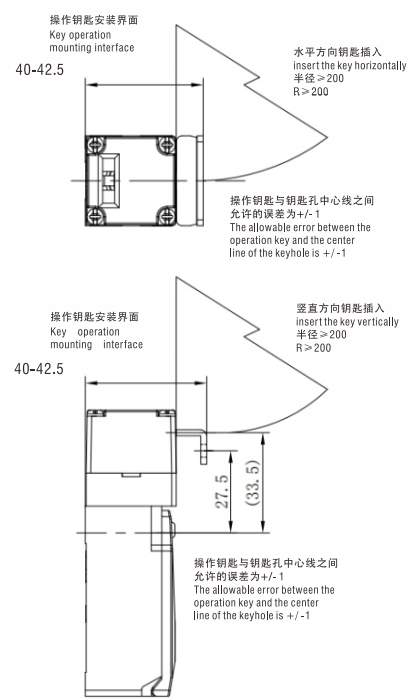 操作钥匙安装界面
Key operation
mounting interface
40-42.5
水平方向钥匙插入
insert the key horizontally
半径≥200
R≥200
操作钥匙与钥匙孔中心线之间
允许的误差为+/-1
The allowable error between the
operation key and the center
line of the keyhole is +/-1
操作钥匙安装界面
Key operation
mounting interface
40-42.5
竖直方向钥匙插入
insert the key vertically
半径≥200
R≥200
27.5
(33.5)
操作钥匙与钥匙孔中心线之间
允许的误差为+/-1
The allowable error between the
operation key and the center
line of the keyhole is +/-1